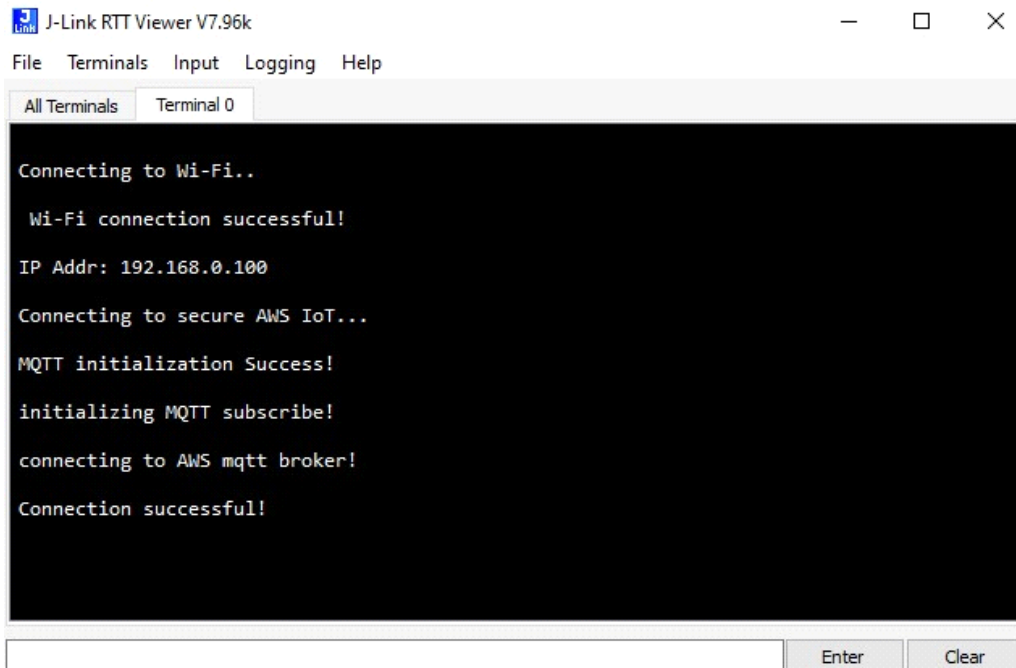 J-Link J-Link RTT Viewer V7.96k
File Terminals Input Logging Help
All Terminals Terminal 0
Connecting to Wi-Fi..
Wi-Fi connection successful!
IP Addr: 192.168.0.100
Connecting to secure AWS IoT...
MQTT initialization Success!
initializing MQTT subscribe!
connecting to AWS mqtt broker!
Connection successful!
Enter Clear